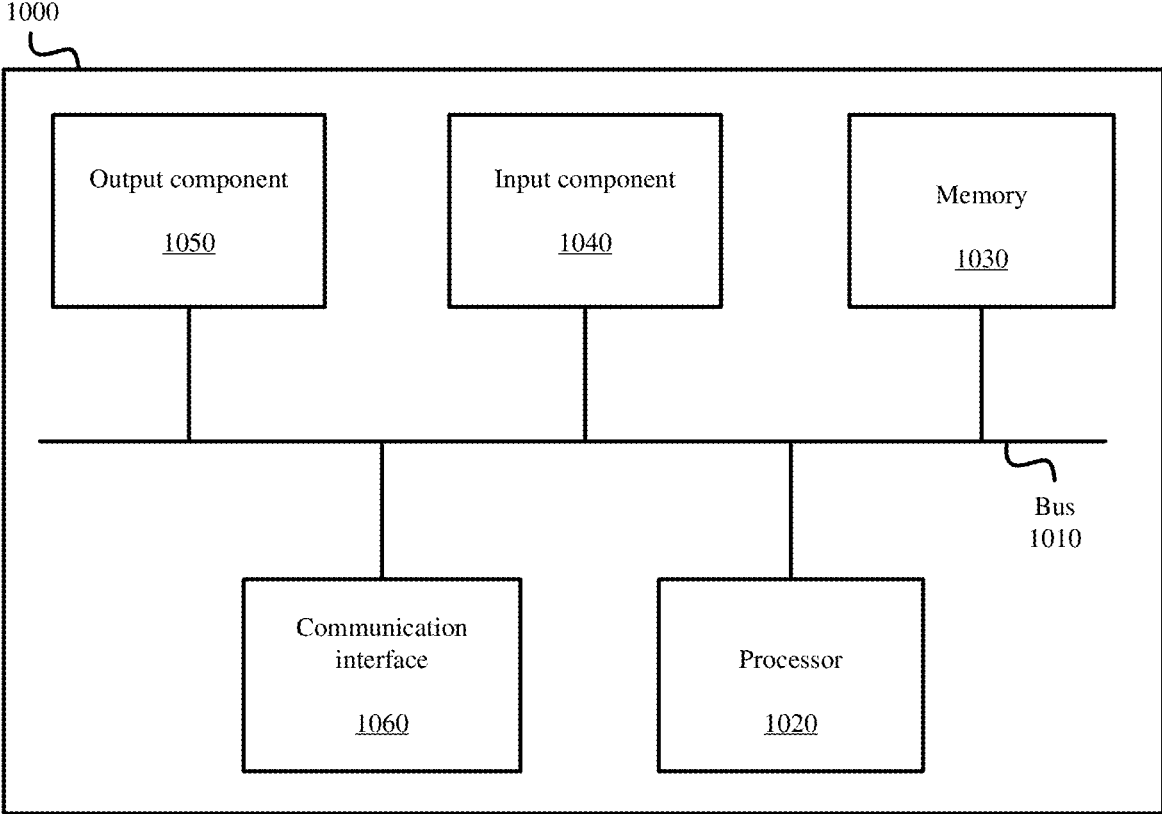 1000
Output component
1050
Input component
1040
Memory
1030
Bus
1010
Communication
interface
1060
Processor
1020